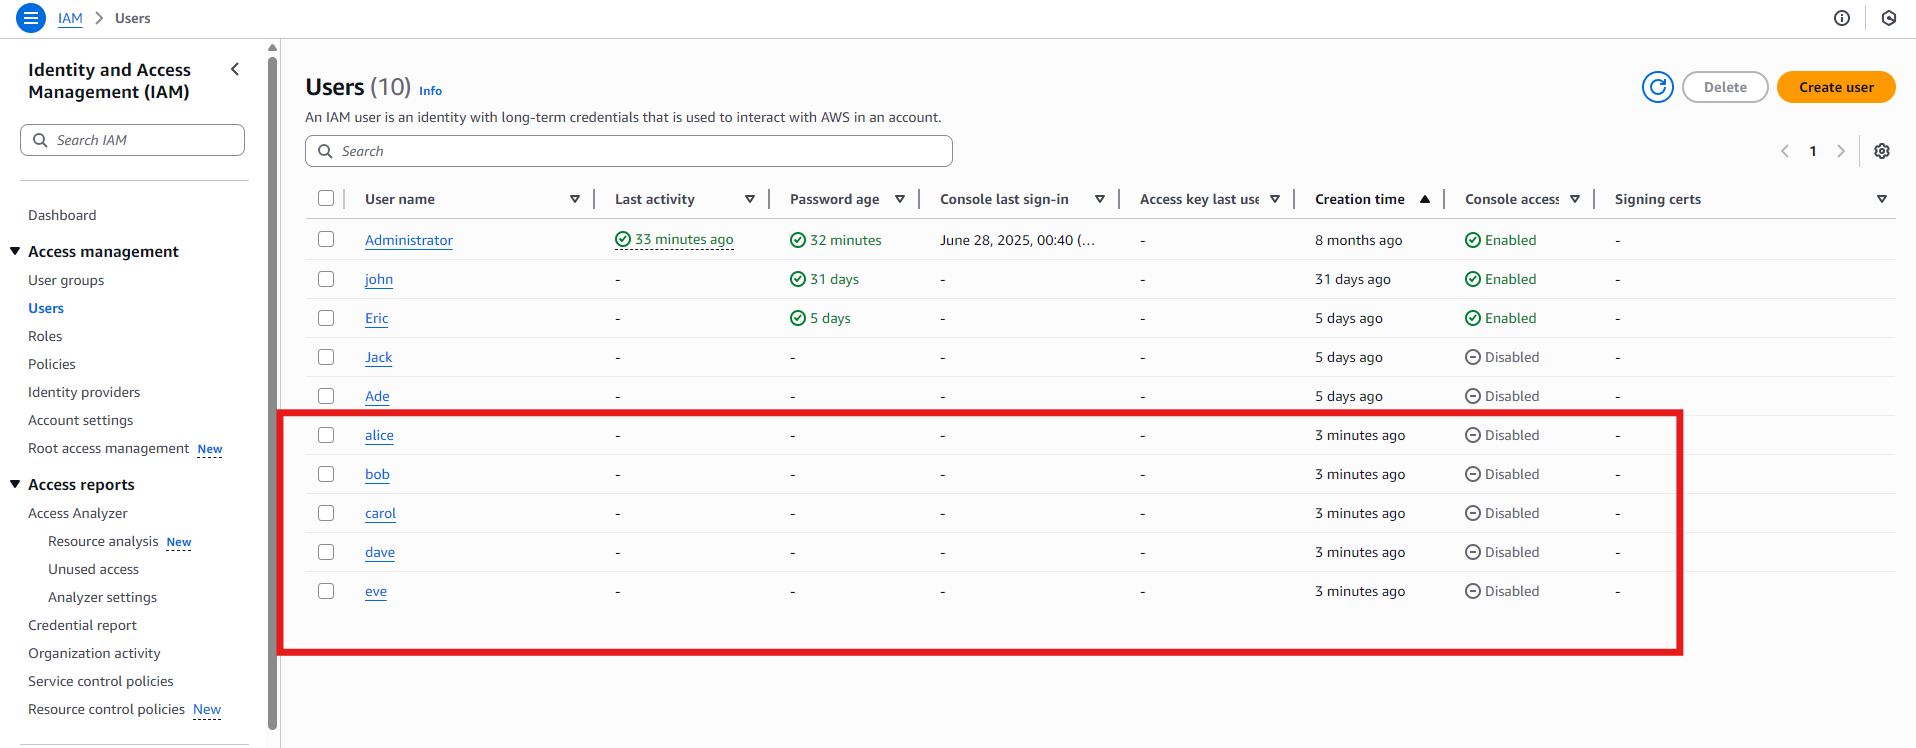 IAM > Users
Identity and Access
Management (IAM)
Search IAM
Dashboard
Access management
User groups
Users
Roles
Policies
Identity providers
Account settings
Root access management New
Access reports
Access Analyzer
Resource analysis New
Unused access
Analyzer settings
Credential report
Organization activity
Service control policies
Resource control policies New
Users (10) Info
Delete
Create user
An IAM user is an identity with long-term credentials that is used to interact with AWS in an account.
Search
1
User name Last activity Password age Console last sign-in Access key last use Creation time Console access Signing certs
Administrator 33 minutes ago 32 minutes June 28, 2025, 00:40 (... - 8 months ago Enabled -
john - 31 days - - 31 days ago Enabled -
Eric - 5 days - - 5 days ago Enabled -
Jack - - - - 5 days ago Disabled -
Ade - - - - 5 days ago Disabled -
alice - - - - 3 minutes ago Disabled -
bob - - - - 3 minutes ago Disabled -
carol - - - - 3 minutes ago Disabled -
dave - - - - 3 minutes ago Disabled -
eve - - - - 3 minutes ago Disabled -